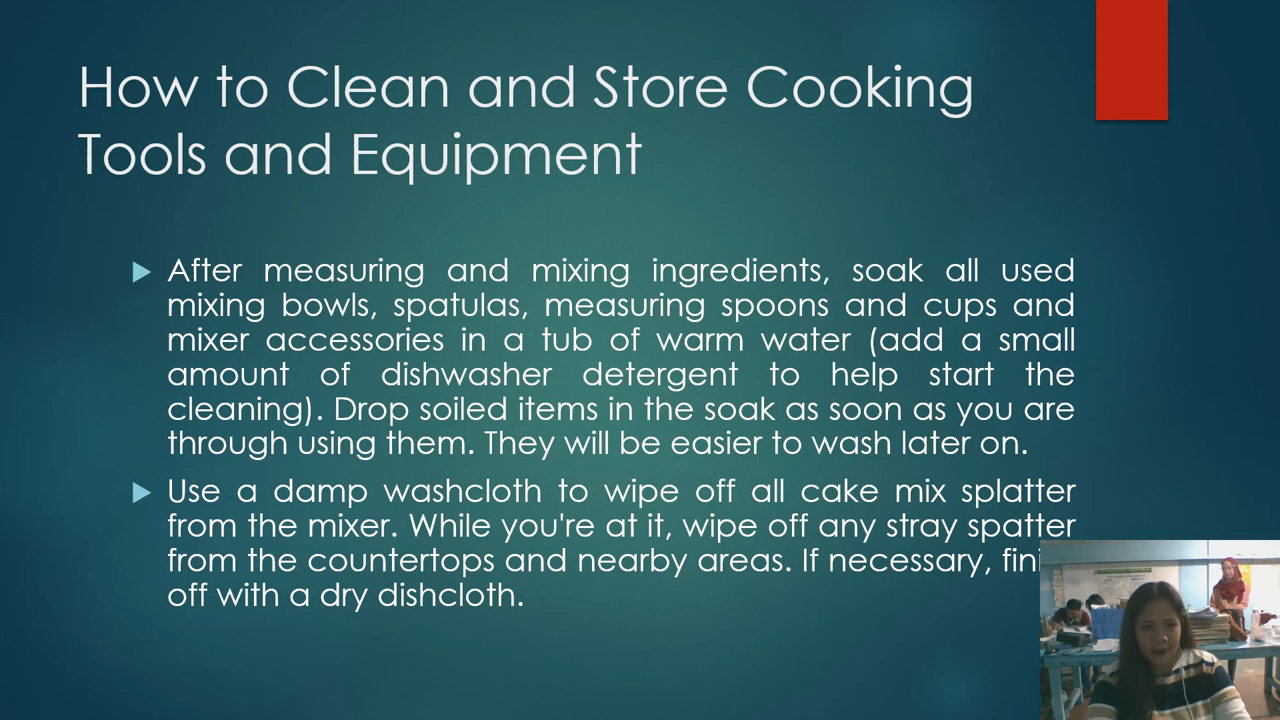 How to Clean and Store Cooking
Tools and Equipment
After measuring and mixing ingredients, soak all used
mixing bowls, spatulas, measuring spoons and cups and
mixer accessories in a tub of warm water (add a small
amount of dishwasher detergent to help start the
cleaning). Drop soiled items in the soak as soon as you are
through using them. They will be easier to wash later on.
Use a damp washcloth to wipe off all cake mix splatter
from the mixer. While you're at it, wipe off any stray spatter
from the countertops and nearby areas. If necessary,
off with a dry dishcloth.